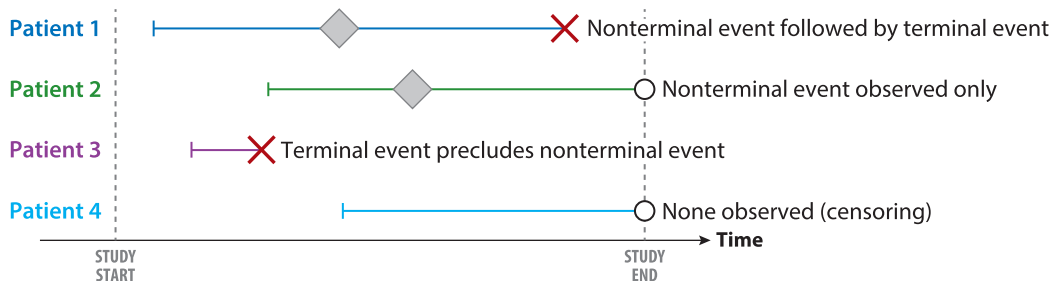 Patient 1 Nonterminal event followed by terminal event
Patient 2 Nonterminal event observed only
Patient 3 Terminal event precludes nonterminal event
Patient 4 None observed (censoring)
Time
STUDY START
STUDY END